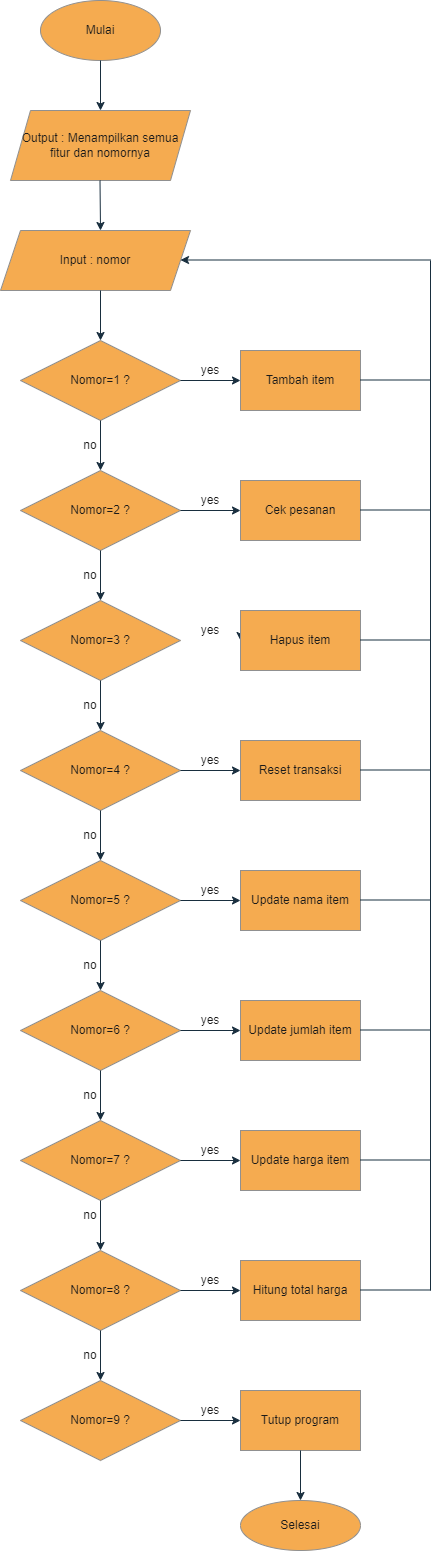 Mulai
Output : Menampilkan semua
fitur dan nomornya
Input : nomor
Nomor=1 ?
yes
Tambah item
no
Nomor=2 ?
yes
Cek pesanan
no
Nomor=3 ?
yes
Hapus item
no
Nomor=4 ?
yes
Reset transaksi
no
Nomor=5 ?
yes
Update nama item
no
Nomor=6 ?
yes
Update jumlah item
no
Nomor=7 ?
yes
Update harga item
no
Nomor=8 ?
yes
Hitung total harga
no
Nomor=9 ?
yes
Tutup program
Selesai